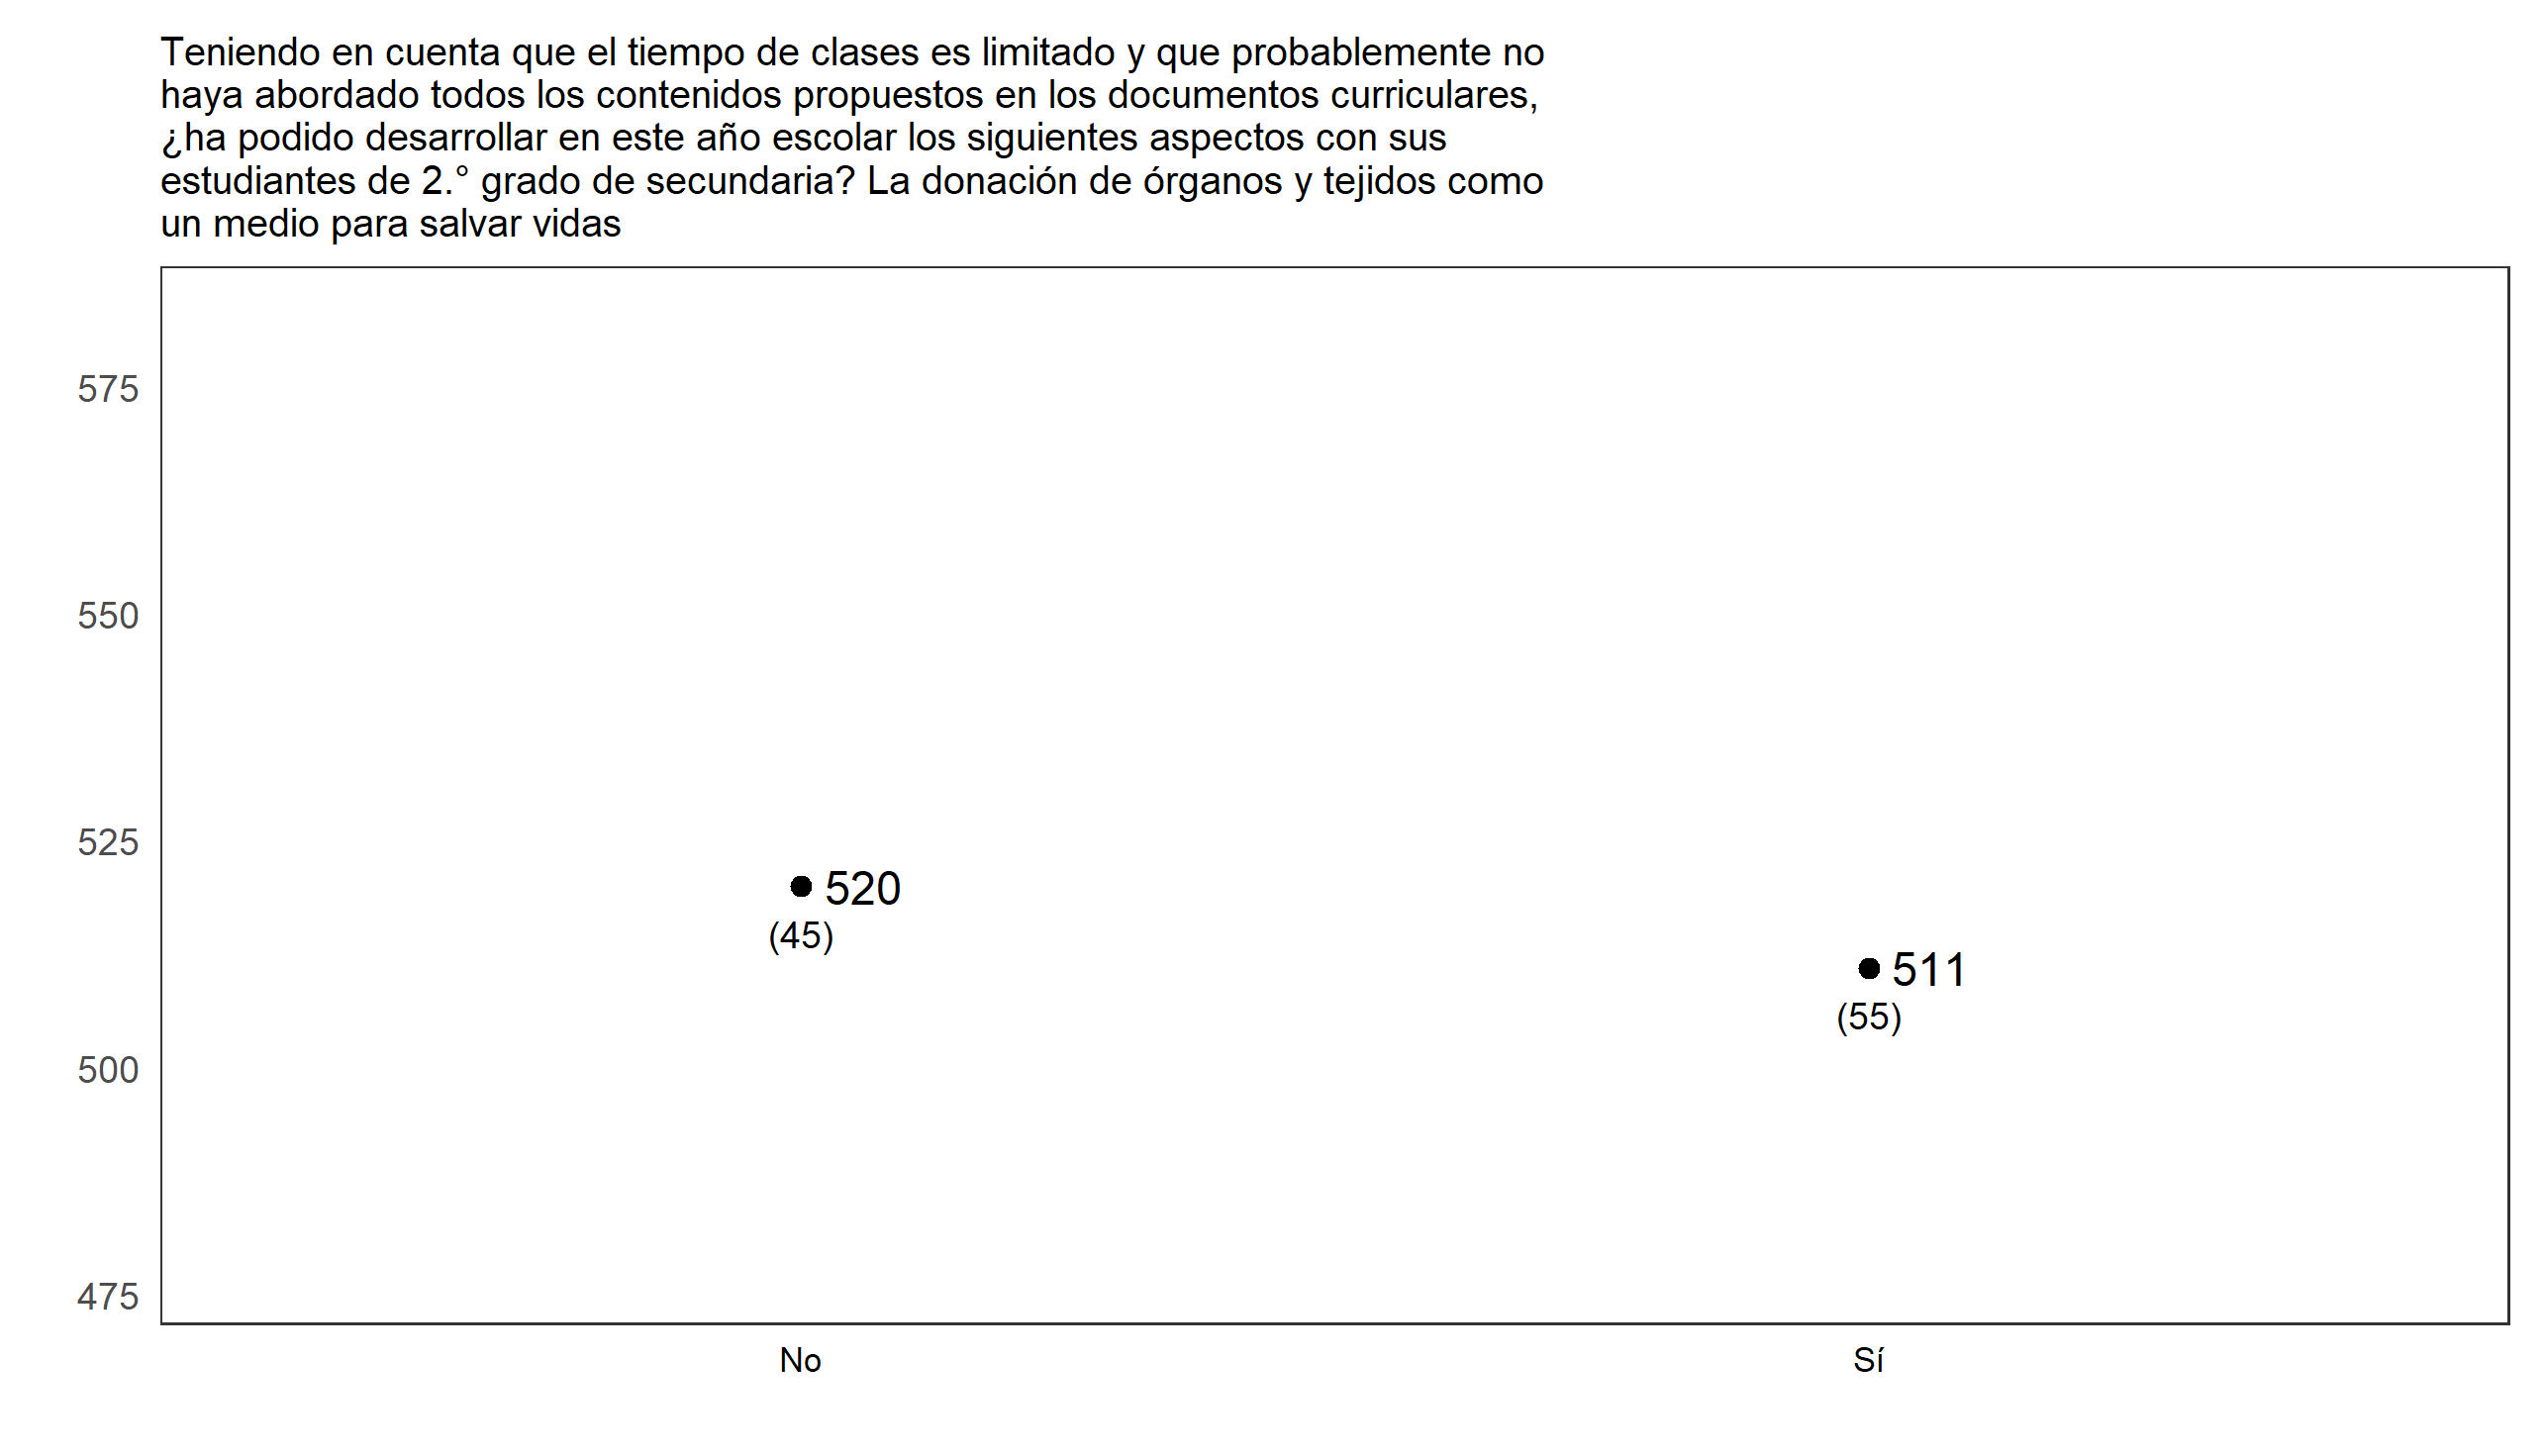 Teniendo en cuenta que el tiempo de clases es limitado y que probablemente no
haya abordado todos los contenidos propuestos en los documentos curriculares,
¿ha podido desarrollar en este año escolar los siguientes aspectos con sus
estudiantes de 2.° grado de secundaria? La donación de órganos y tejidos como
un medio para salvar vidas
575
550
525
520
(45)
511
(55)
500
475
No
Sí